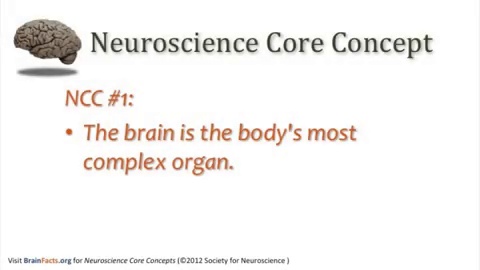 Neuroscience Core Concept
NCC #1:
• The brain is the body's most
complex organ.
Visit BrainFacts.org for Neuroscience Core Concepts (©2012 Society for Neuroscience )